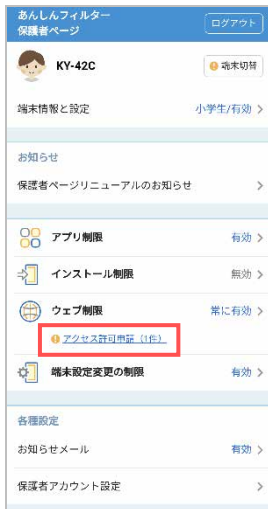 あんしんフィルター
保護者ページ
ログアウト
KY-42C
端末切替
端末情報と設定
小学生/有効
お知らせ
保護者ページリニューアルのお知らせ
アプリ制限
有効
インストール制限
無効
ウェブ制限
常に有効
アクセス許可申請（1件）
端末設定変更の制限
有効
各種設定
お知らせメール
有効
保護者アカウント設定